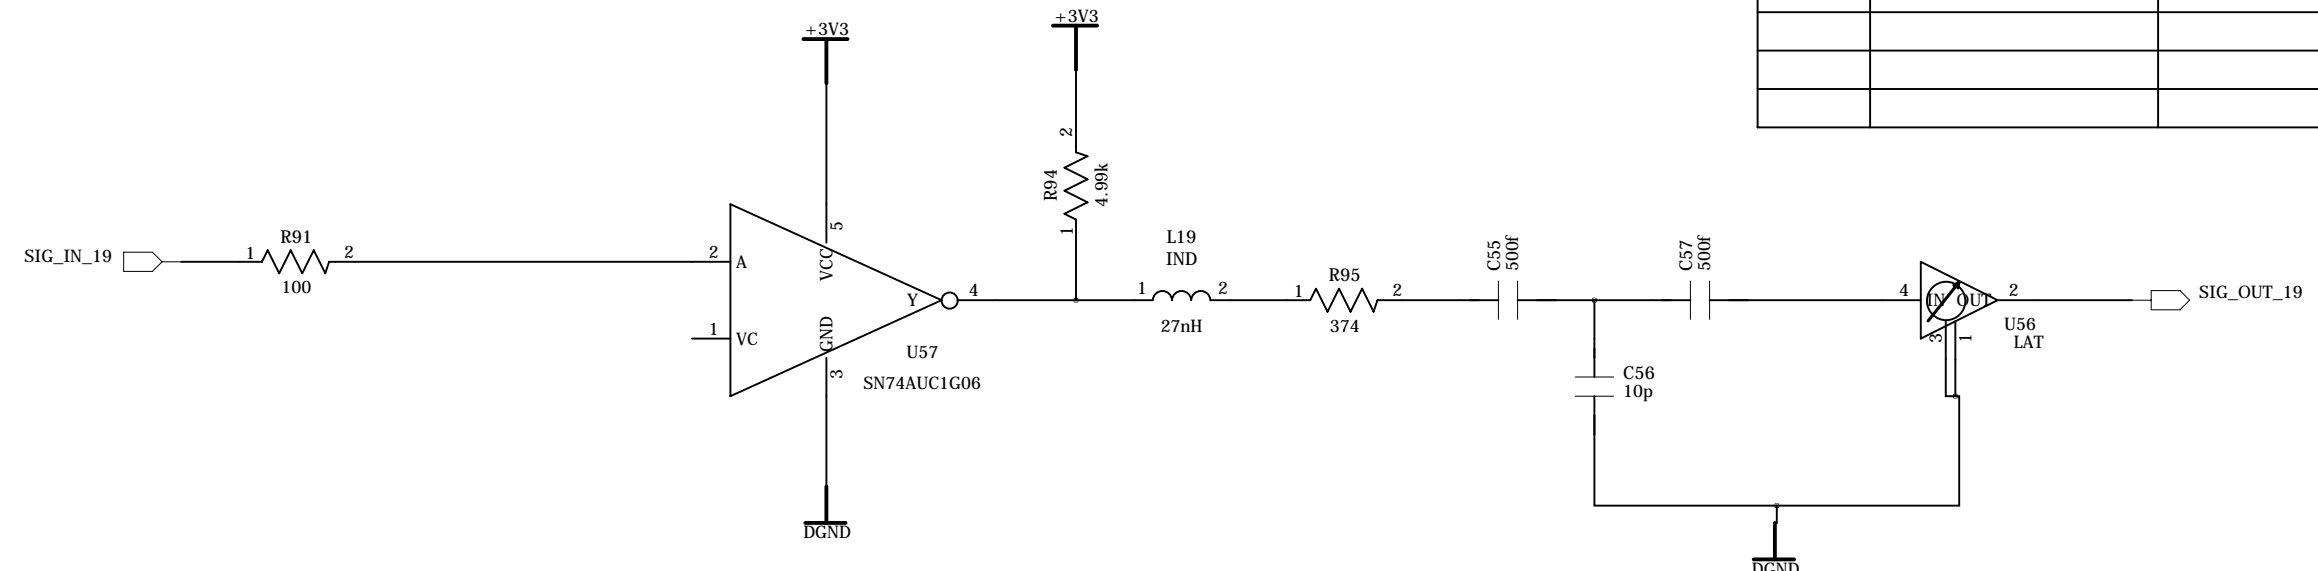 +3V3
+3V3
2
R94
4.99k
1
5
SIG_IN_19
1
R91
2
100
2
A
VCC
Y
4
1
VC
GND
3
U57
SN74AUC1G06
DGND
L19
IND
1
2
27nH
1
R95
2
374
C55
500f
C57
500f
C56
10p
4
IN
OUT
2
3
1
U56
LAT
SIG_OUT_19
DGND